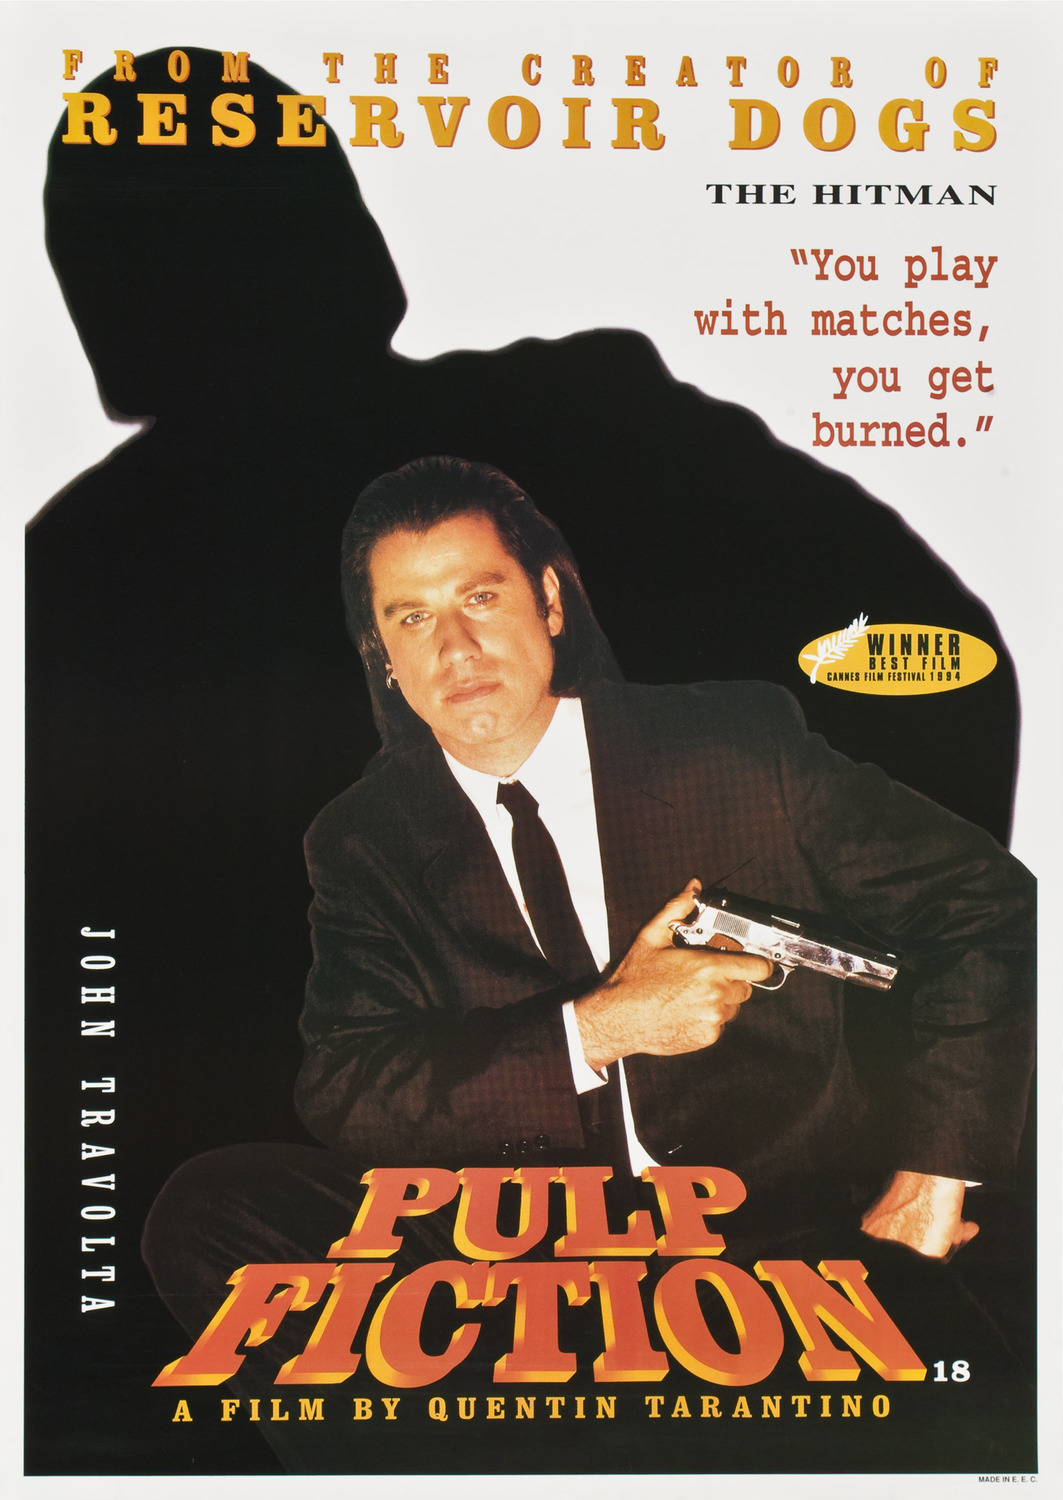 FROM THE CREATOR OF
RESERVOIR DOGS
THE HITMAN
"You play
with matches,
you get
burned."
WINNER
BEST FILM
CANNES FILM FESTIVAL 1994
JOHN TRAVOLTA
PULP
FICTION
18
A FILM BY QUENTIN TARANTINO
MADE IN E. E. C.